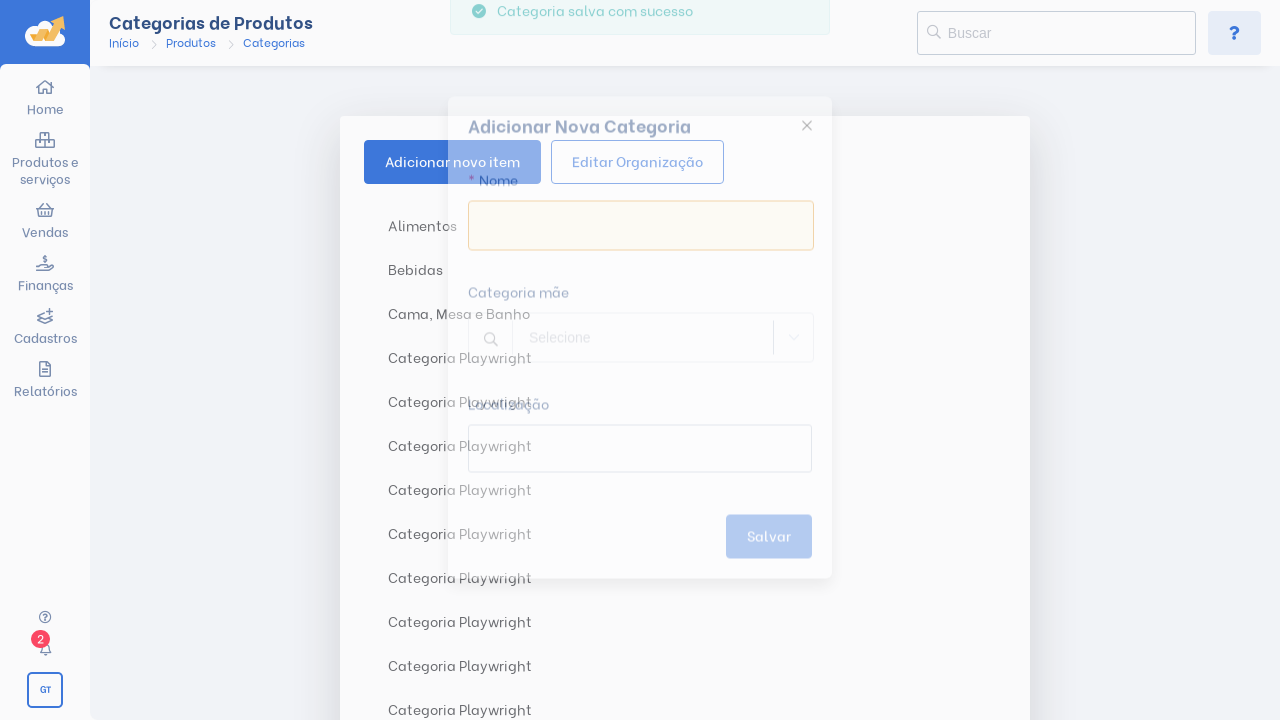 Categorias de Produtos
Início
Produtos
Categorias
Categoria salva com sucesso
Buscar
?
Home
Produtos e
serviços
Vendas
Finanças
Cadastros
Relatórios
2
GT
Adicionar novo item
Editar Organização
Alimentos
Bebidas
Cama, Mesa e Banho
Categoria Playwright
Categoria Playwright
Categoria Playwright
Categoria Playwright
Categoria Playwright
Categoria Playwright
Categoria Playwright
Categoria Playwright
Categoria Playwright
Adicionar Nova Categoria
* Nome
Categoria mãe
Selecione
Localização
Salvar